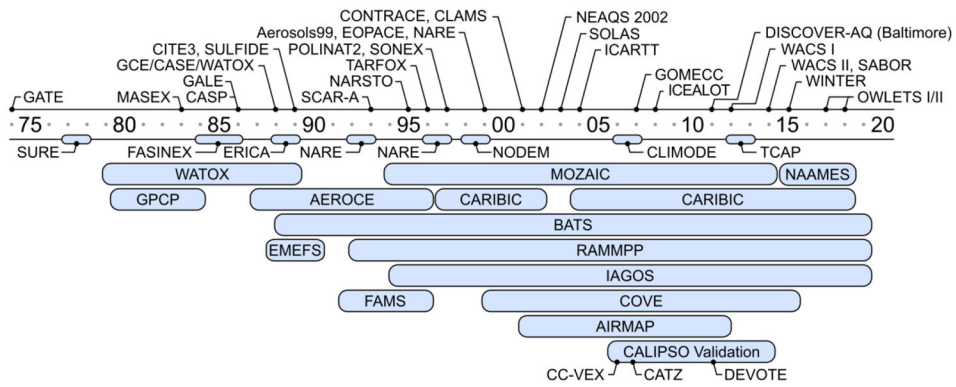 CONTRACE, CLAMS
NEAQS 2002
Aerosols99, EOPACE, NARE
SOLAS
DISCOVER-AQ (Baltimore)
CITE3, SULFIDE
POLINAT2, SONEX
ICARTT
WACS I
GCE/CASE/WATOX
TARFOX
WACS II, SABOR
GALE
NARSTO
GOMECC
WINTER
GATE
MASEX
CASP
SCAR-A
ICEALOT
OWLETS I/II
75 80 85 90 95 00 05 10 15 20
SURE
FASINEX
ERICA
NARE
NARE
NODEM
CLIMODE
TCAP
WATOX
MOZAIC
NAAMES
GPCP
AEROCE
CARIBIC
CARIBIC
BATS
EMEFS
RAMMPP
IAGOS
FAMS
COVE
AIRMAP
CALIPSO Validation
CC-VEX
CATZ
DEVOTE